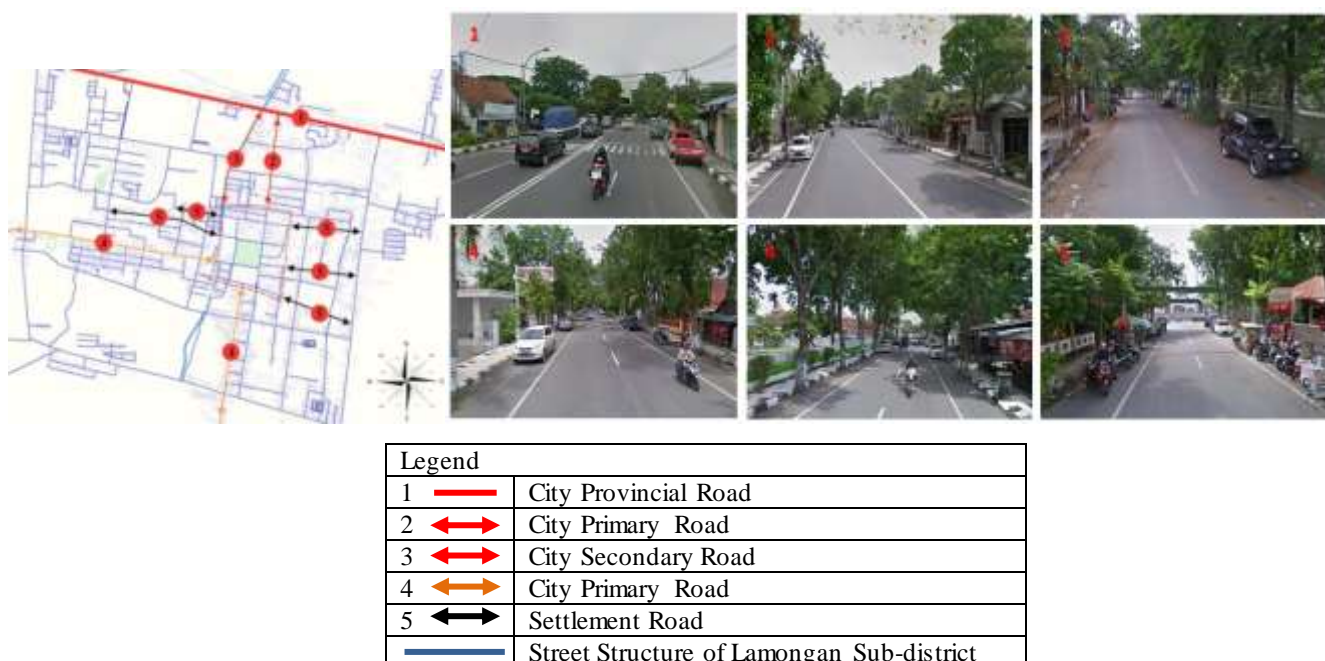 1
4
Legend
1 City Provincial Road
2 City Primary Road
3 City Secondary Road
4 City Primary Road
5 Settlement Road
Street Structure of Lamongan Sub-district